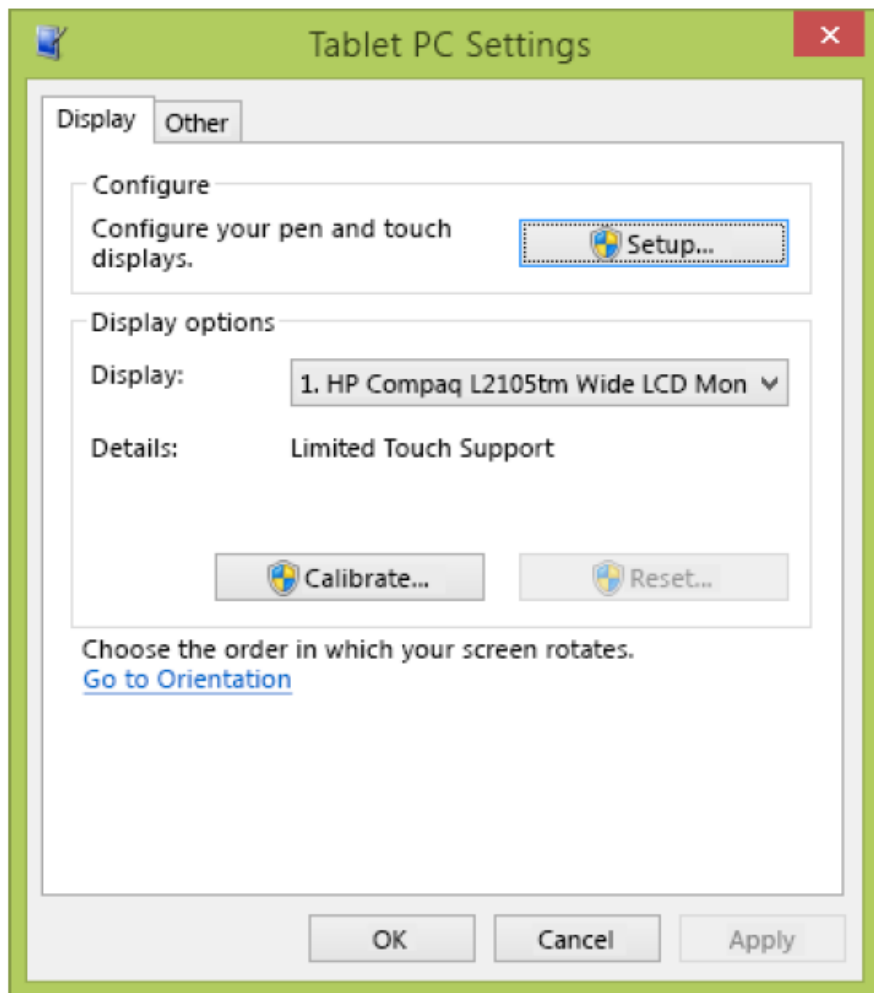 Tablet PC Settings
Display
Other
Configure
Configure your pen and touch
displays.
Setup...
Display options
Display:
1. HP Compaq L2105tm Wide LCD Mon
Details:
Limited Touch Support
Calibrate...
Reset...
Choose the order in which your screen rotates.
Go to Orientation
OK
Cancel
Apply